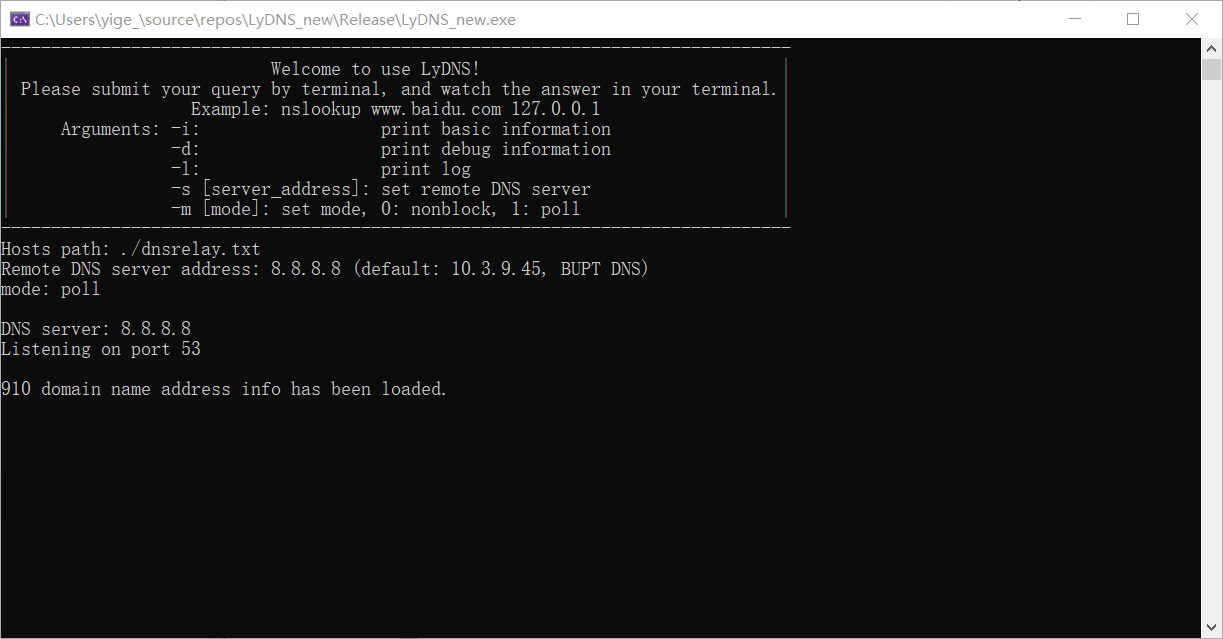 C:\Users\yige_\source\repos\LyDNS_new\Release\LyDNS_new.exe
Welcome to use LyDNS!
Please submit your query by terminal, and watch the answer in your terminal.
Example: nslookup www.baidu.com 127.0.0.1
Arguments: -i: print basic information
-d: print debug information
-l: print log
-s [server_address]: set remote DNS server
-m [mode]: set mode, 0: nonblock, 1: poll
Hosts path: ./dnsrelay.txt
Remote DNS server address: 8.8.8.8 (default: 10.3.9.45, BUPT DNS)
mode: poll
DNS server: 8.8.8.8
Listening on port 53
910 domain name address info has been loaded.